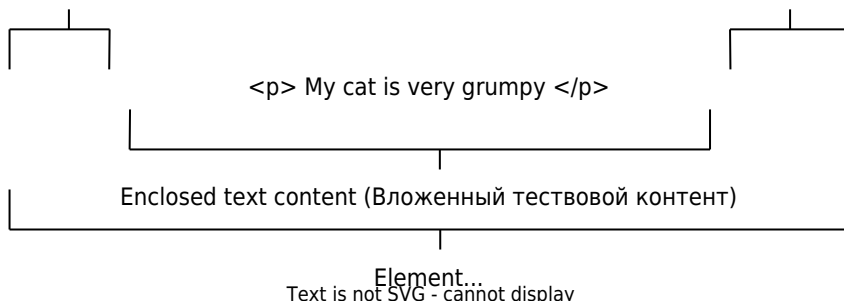 <p> My cat is very grumpy </p>
Enclosed text content (Вложенный тествовой контент)
Element...
Text is not SVG - cannot display